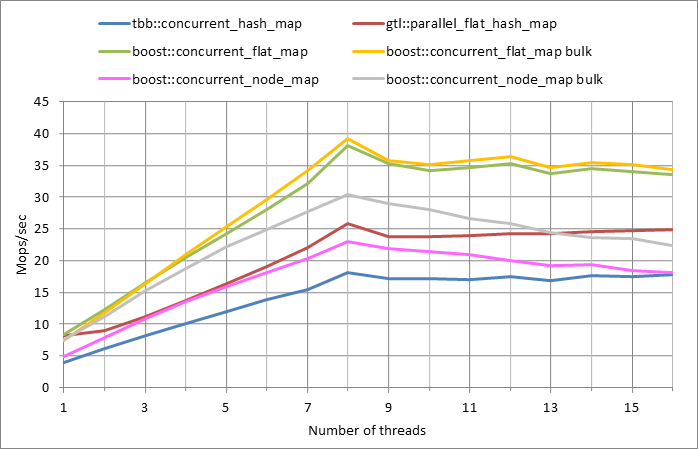 tbb::concurrent_hash_map gtl::parallel_flat_hash_map
boost::concurrent_flat_map boost::concurrent_flat_map bulk
boost::concurrent_node_map boost::concurrent_node_map bulk
45
40
35
30
25
20
15
10
5
0
Mops/sec
1 3 5 7 9 11 13 15
Number of threads